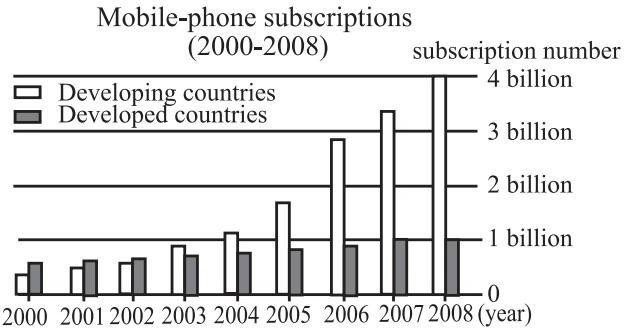 Mobile-phone subscriptions
(2000-2008)
subscription number
4 billion
Developing countries
Developed countries
3 billion
2 billion
1 billion
0
2000 2001 2002 2003 2004 2005 2006 2007 2008 (year)